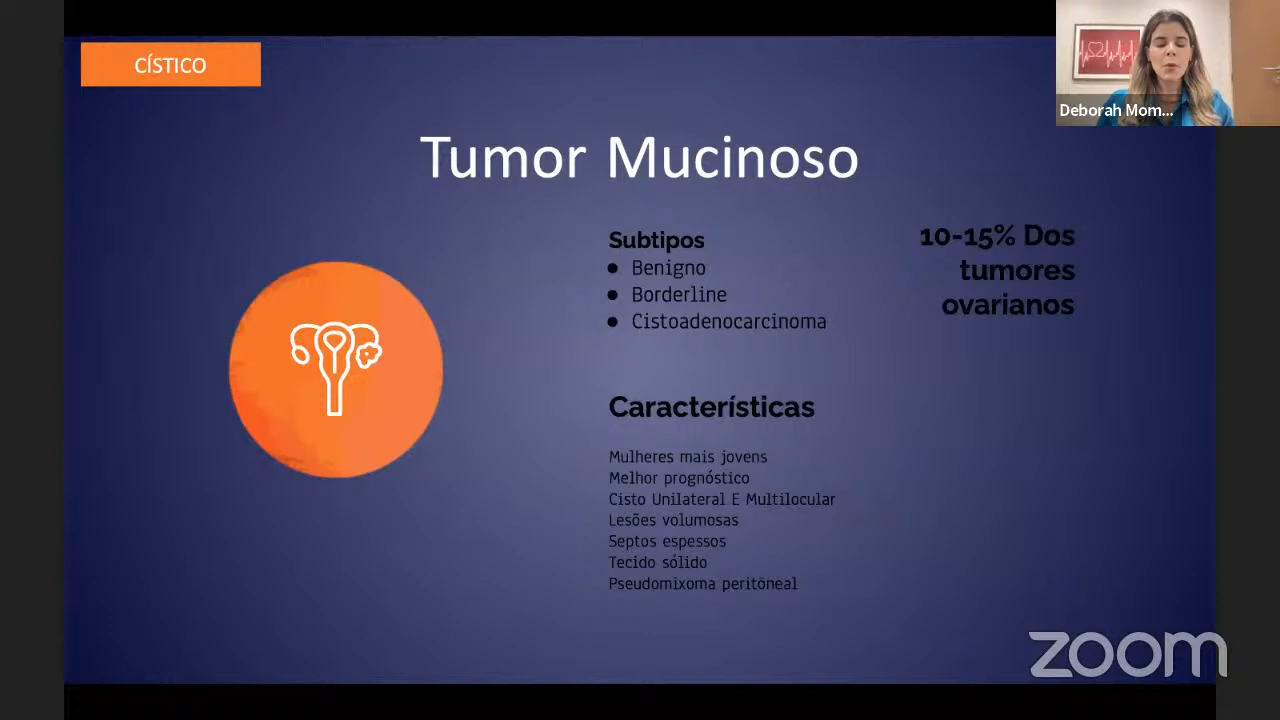 CÍSTICO
Deborah Mom...
Tumor Mucinoso
Subtipos
● Benigno
● Borderline
● Cistoadenocarcinoma
10-15% Dos
tumores
ovarianos
Características
Mulheres mais jovens
Melhor prognóstico
Cisto Unilateral E Multilocular
Lesões volumosas
Septos espessos
Tecido sólido
Pseudomixoma peritôneal
zoom